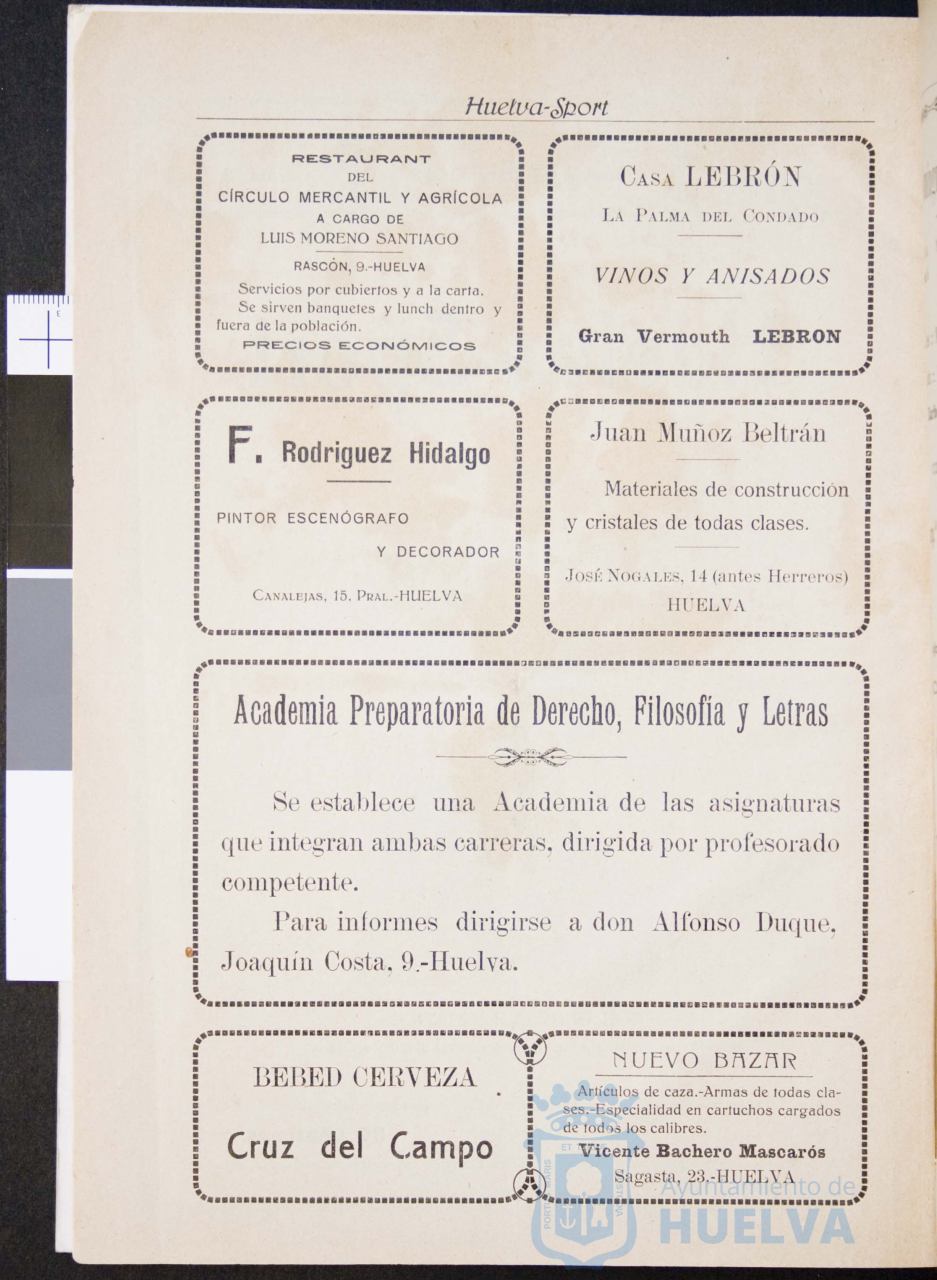 Huelva-Sport
RESTAURANT
DEL
CÍRCULO MERCANTIL Y AGRÍCOLA
A CARGO DE
LUIS MORENO SANTIAGO
RASCÓN, 9.-HUELVA
Servicios por cubiertos y a la carta.
Se sirven banquetes y lunch dentro y
fuera de la población.
PRECIOS ECONÓMICOS
CASA LEBRÓN
LA PALMA DEL CONDADO
VINOS Y ANISADOS
Gran Vermouth LEBRON
F. Rodriguez Hidalgo
PINTOR ESCENÓGRAFO
Y DECORADOR
CANALEJAS, 15, PRAL.-HUELVA
Juan Muñoz Beltrán
Materiales de construcción
y cristales de todas clases.
JOSÉ NOGALES, 14 (antes Herreros)
HUELVA
Academia Preparatoria de Derecho, Filosofía y Letras
Se establece una Academia de las asignaturas
que integran ambas carreras, dirigida por profesorado
competente.
Para informes dirigirse a don Alfonso Duque,
Joaquín Costa, 9.-Huelva.
BEBED CERVEZA
Cruz del Campo
NUEVO BAZAR
Artículos de caza.-Armas de todas cla-
ses.-Especialidad en cartuchos cargados
de todos los calibres.
Vicente Bachero Mascarós
Sagasta, 23.-HUELVA
Ayuntamiento de
HUELVA